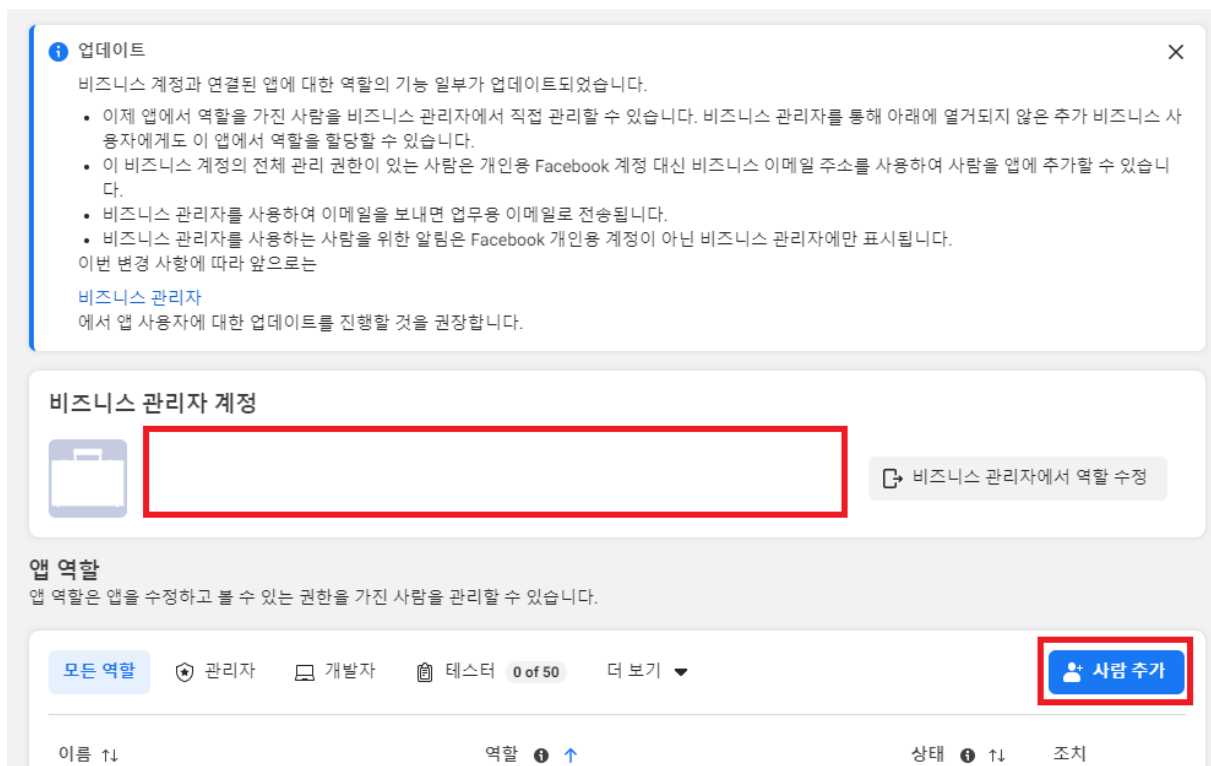 업데이트
비즈니스 계정과 연결된 앱에 대한 역할의 기능 일부가 업데이트되었습니다.
• 이제 앱에서 역할을 가진 사람을 비즈니스 관리자에서 직접 관리할 수 있습니다. 비즈니스 관리자를 통해 아래에 열거되지 않은 추가 비즈니스 사
용자에게도 이 앱에서 역할을 할당할 수 있습니다.
• 이 비즈니스 계정의 전체 관리 권한이 있는 사람은 개인용 Facebook 계정 대신 비즈니스 이메일 주소를 사용하여 사람을 앱에 추가할 수 있습니
다.
• 비즈니스 관리자를 사용하여 이메일을 보내면 업무용 이메일로 전송됩니다.
• 비즈니스 관리자를 사용하는 사람을 위한 알림은 Facebook 개인용 계정이 아닌 비즈니스 관리자에만 표시됩니다.
이번 변경 사항에 따라 앞으로는
비즈니스 관리자
에서 앱 사용자에 대한 업데이트를 진행할 것을 권장합니다.
비즈니스 관리자 계정
비즈니스 관리자에서 역할 수정
앱 역할
앱 역할은 앱을 수정하고 볼 수 있는 권한을 가진 사람을 관리할 수 있습니다.
모든 역할 관리자 개발자 테스터 0 of 50 더 보기 사람 추가
이름 역할 상태 조치